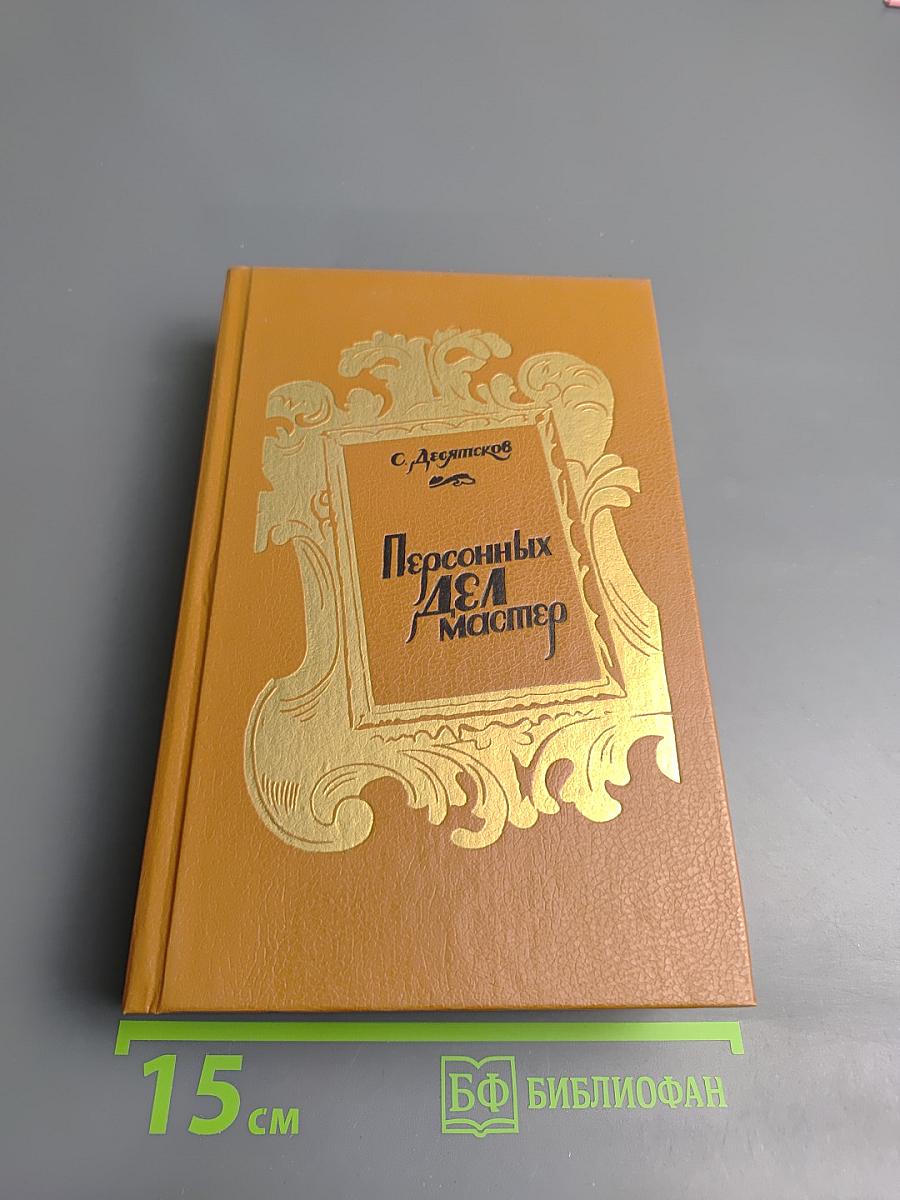 С. Десятсков
Персонных
дел
мастер
15 см
БФ БИБЛИОФАН